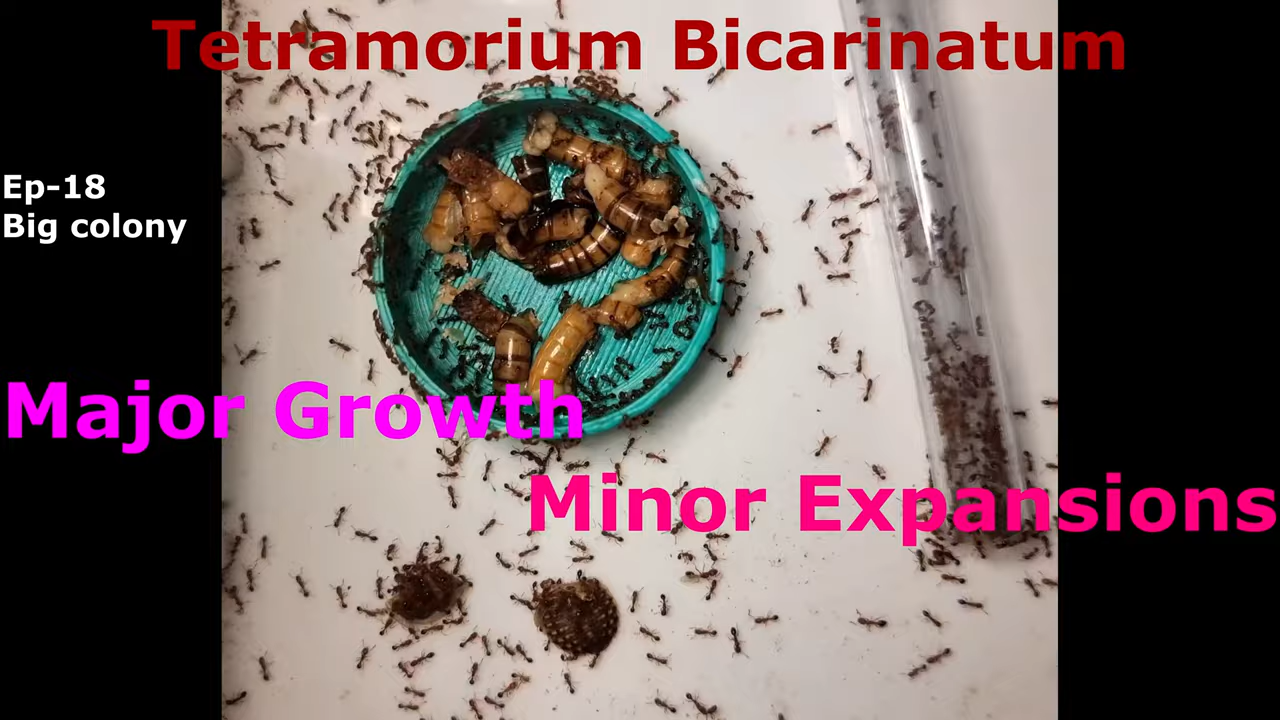 Tetramorium Bicarinatum
Ep-18
Big colony
Major Growth
Minor Expansions